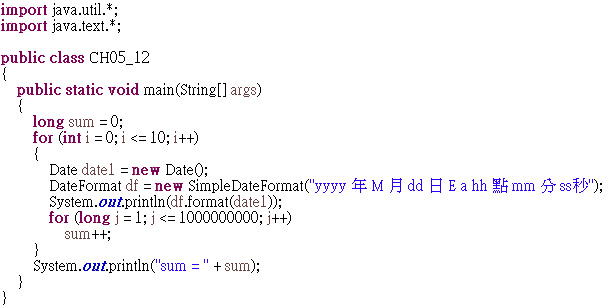 import java.util.*;
import java.text.*;
public class CH05_12
{
public static void main(String[] args)
{
long sum = 0;
for (int i = 0; i <= 10; i++)
{
Date date1 = new Date();
DateFormat df = new SimpleDateFormat("yyyy 年 M 月 dd 日 E a hh 點 mm 分 ss秒");
System.out.println(df.format(date1));
for (long j = 1; j <= 1000000000; j++)
sum++;
}
System.out.println("sum = " + sum);
}
}